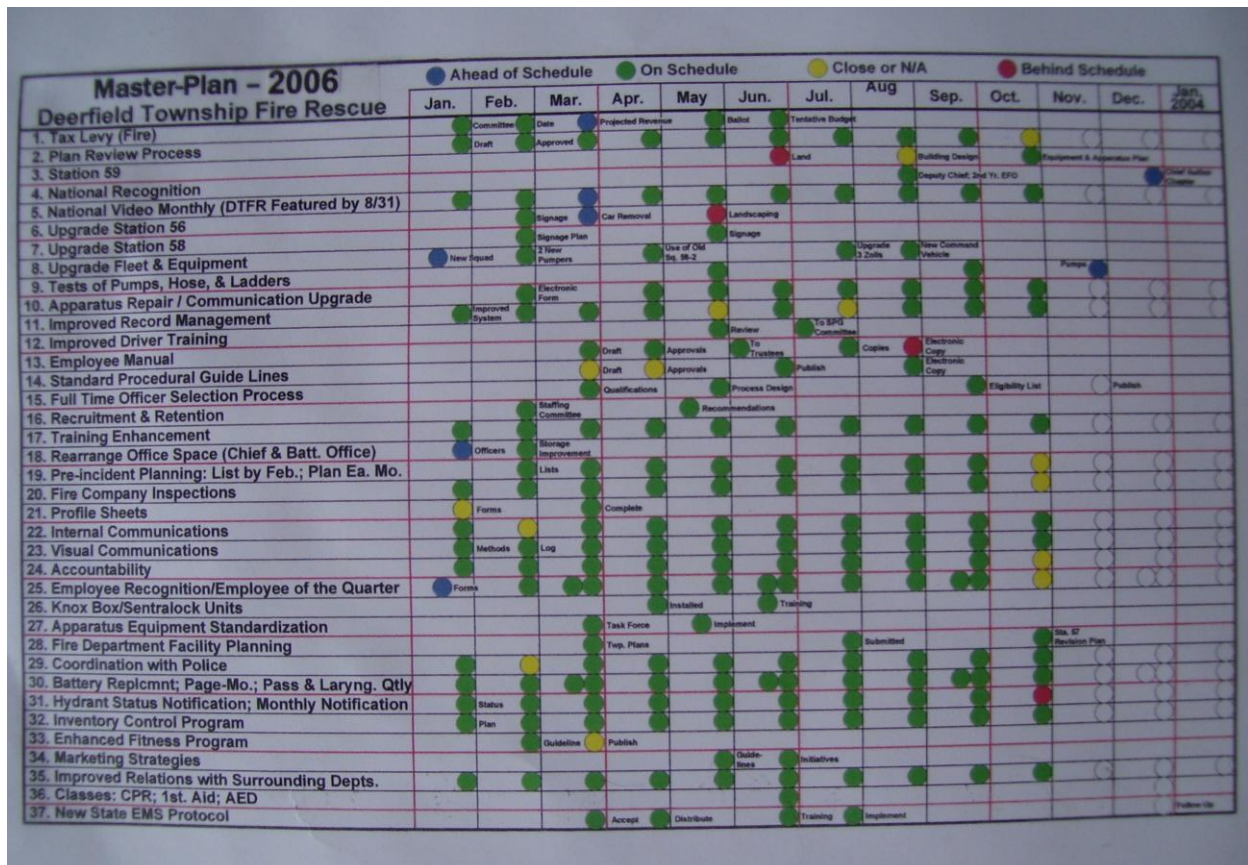 Master-Plan – 2006
Deerfield Township Fire Rescue
Ahead of Schedule On Schedule Close or N/A Behind Schedule
Jan. Feb. Mar. Apr. May Jun. Jul. Aug Sep. Oct. Nov. Dec. Jan. 2004
1. Tax Levy (Fire) Committee Date Projected Revenue Ballot Tentative Budget
2. Plan Review Process Draft Approved
3. Station 59 Land Building Design Equipment & Apparatus Plan
4. National Recognition Deputy Chief; 2nd Yr. EFO
5. National Video Monthly (DTFR Featured by 8/31)
6. Upgrade Station 56 Signage Car Removal Landscaping
7. Upgrade Station 58 Signage Plan Signage
8. Upgrade Fleet & Equipment New Squad 2 New Pumpers Use of Old Sq. 56-2 Upgrade 3 Zolls New Command Vehicle
9. Tests of Pumps, Hose, & Ladders Pumps
10. Apparatus Repair / Communication Upgrade Electronic Form
11. Improved Record Management Improved System
12. Improved Driver Training Review To SPG Committee
13. Employee Manual Draft Approvals To Trustees Copies Electronic Copy
14. Standard Procedural Guide Lines Draft Approvals Publish Electronic Copy
15. Full Time Officer Selection Process Qualifications Process Design Eligibility List Publish
16. Recruitment & Retention Staffing Committee Recommendations
17. Training Enhancement
18. Rearrange Office Space (Chief & Batt. Office) Officers Storage Improvement
19. Pre-incident Planning: List by Feb.; Plan Ea. Mo. Lists
20. Fire Company Inspections
21. Profile Sheets Forms Complete
22. Internal Communications
23. Visual Communications Methods Log
24. Accountability
25. Employee Recognition/Employee of the Quarter Forms
26. Knox Box/Sentralock Units Installed Training
27. Apparatus Equipment Standardization Task Force Implement
28. Fire Department Facility Planning Twp. Plans Submitted Sta. 57 Revision Plan
29. Coordination with Police
30. Battery Replcmnt; Page-Mo.; Pass & Laryng. Qtly
31. Hydrant Status Notification; Monthly Notification Status
32. Inventory Control Program Plan
33. Enhanced Fitness Program Guideline Publish
34. Marketing Strategies Guide-lines Initiatives
35. Improved Relations with Surrounding Depts.
36. Classes: CPR; 1st. Aid; AED
37. New State EMS Protocol Accept Distribute Training Implement Follow Up